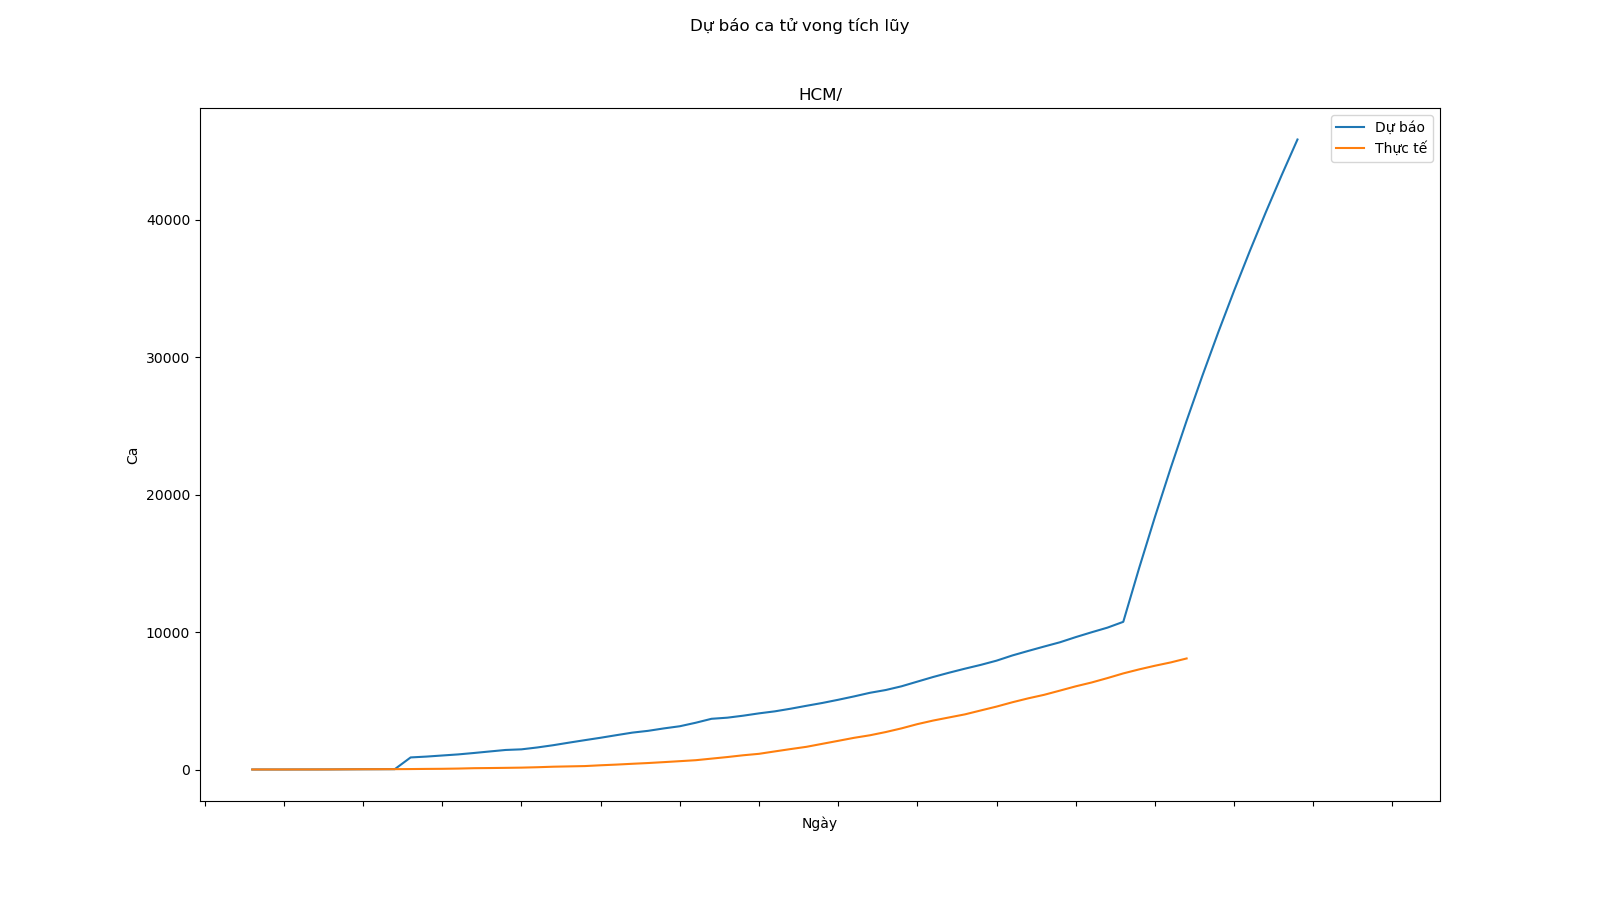 Dự báo ca tử vong tích lũy
HCM/
Dự báo
Thực tế
Ca
40000
30000
20000
10000
0
Ngày